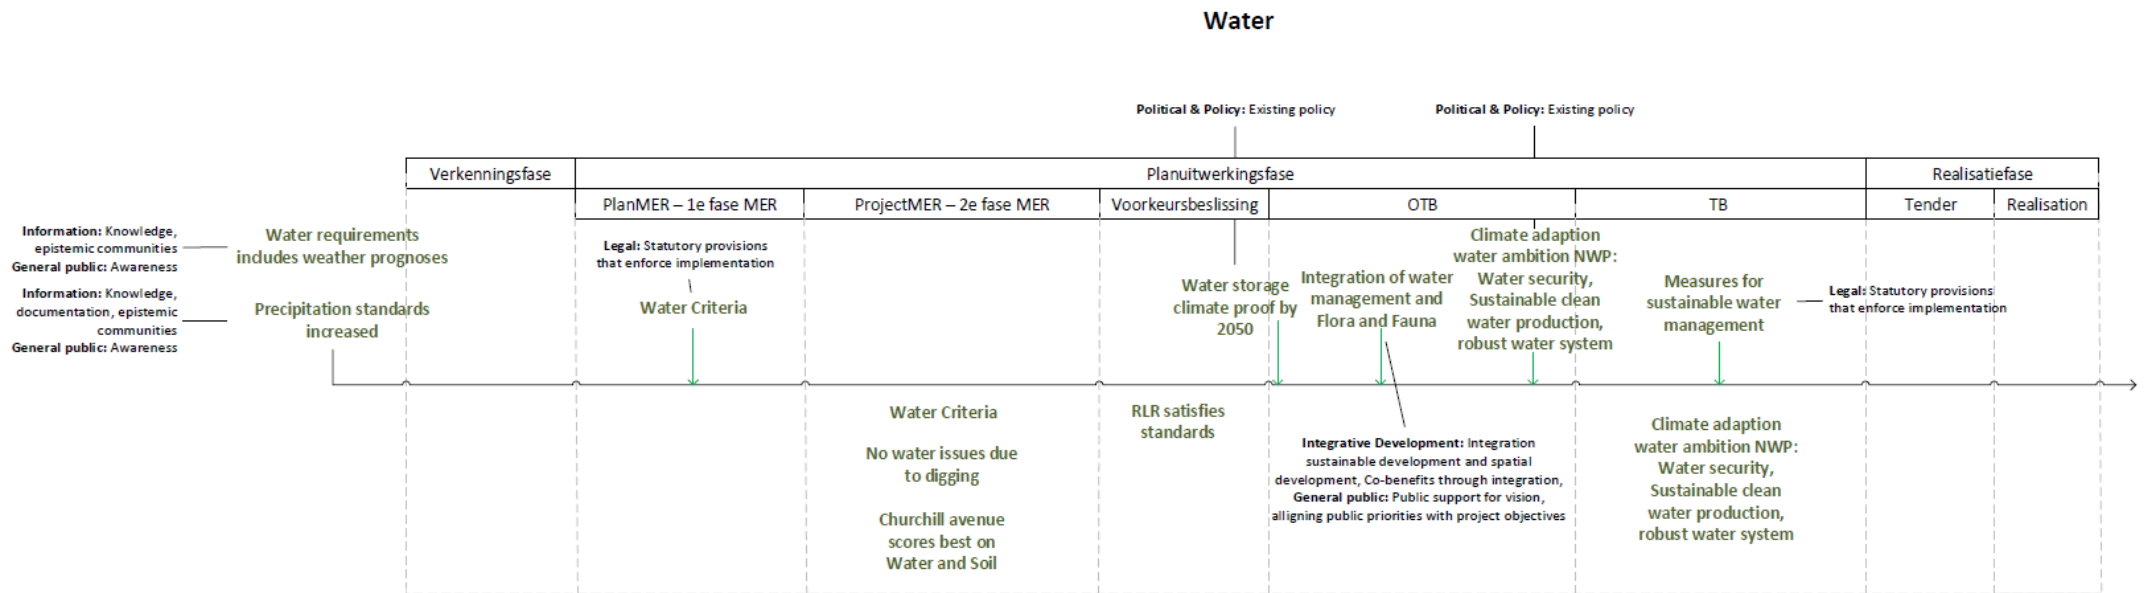 Water
Political & Policy: Existing policy
Political & Policy: Existing policy
Verkenningsfase
Planuitwerkingsfase
Realisatiefase
PlanMER – 1e fase MER
ProjectMER – 2e fase MER
Voorkeursbeslissing
OTB
TB
Tender
Realisation
Information: Knowledge,
epistemic communities
General public: Awareness
Water requirements
includes weather prognoses
Information: Knowledge,
documentation, epistemic
communities
General public: Awareness
Precipitation standards
increased
Legal: Statutory provisions
that enforce implementation
Water Criteria
Water storage
climate proof by
2050
Integration of water
management and
Flora and Fauna
Climate adaption
water ambition NWP:
Water security,
Sustainable clean
water production,
robust water system
Measures for
sustainable water
management
Legal: Statutory provisions
that enforce implementation
Water Criteria
No water issues due
to digging
Churchill avenue
scores best on
Water and Soil
RLR satisfies
standards
Integrative Development: Integration
sustainable development and spatial
development, Co-benefits through integration,
General public: Public support for vision,
alligning public priorities with project objectives
Climate adaption
water ambition NWP:
Water security,
Sustainable clean
water production,
robust water system